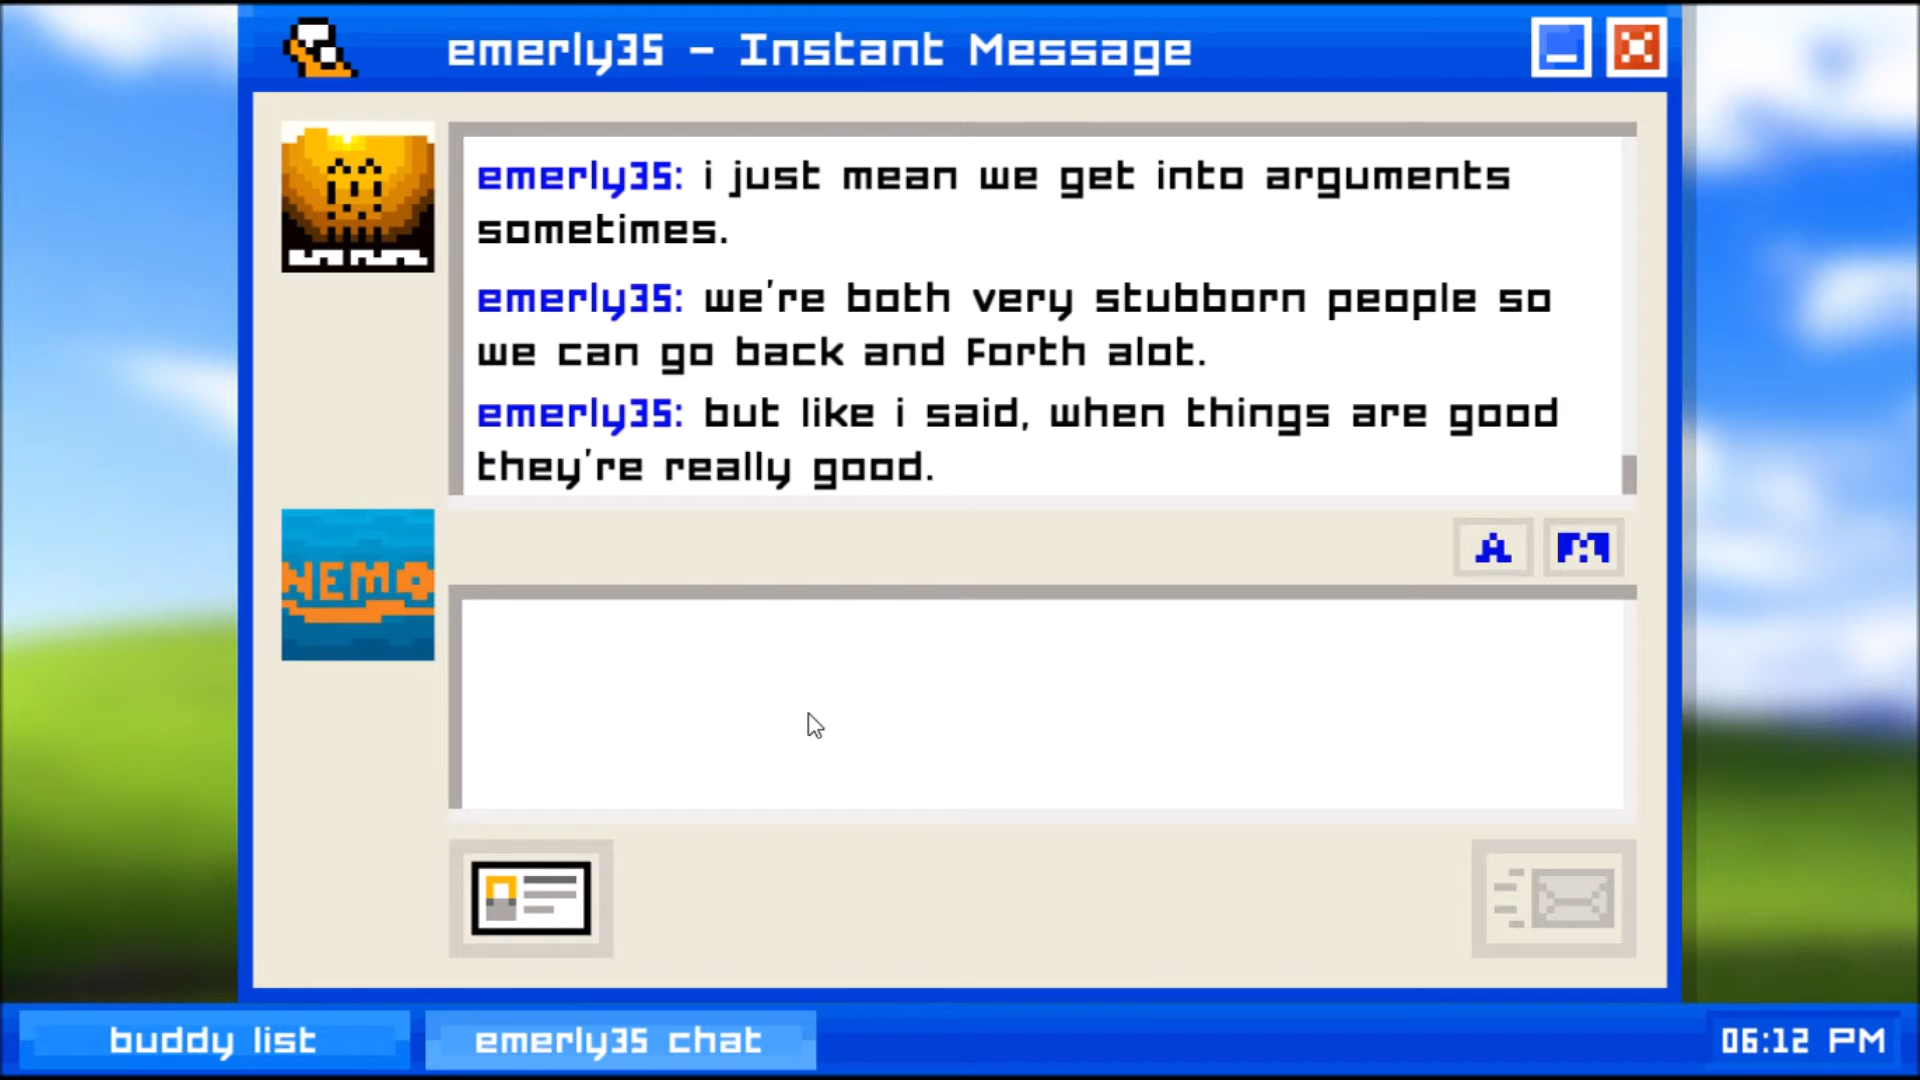 emerly35 - Instant Message
emerly35: i just mean we get into arguments
sometimes.
emerly35: we're both very stubborn people so
we can go back and forth alot.
emerly35: but like i said, when things are good
they're really good.
A
NEMO
buddy list
emerly35 chat
06:12 PM